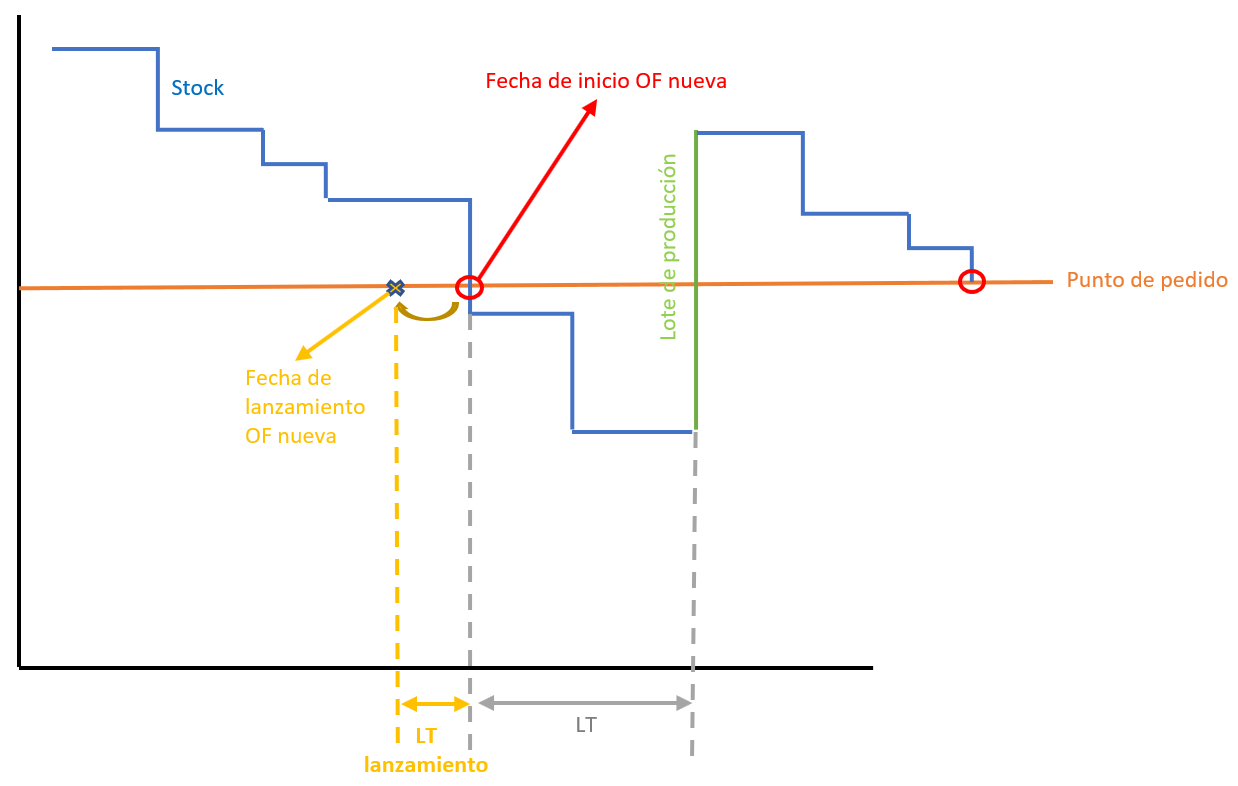 Fecha de inicio OF nueva
Stock
Lote de producción
Punto de pedido
Fecha de
lanzamiento
OF nueva
LT
LT
lanzamiento